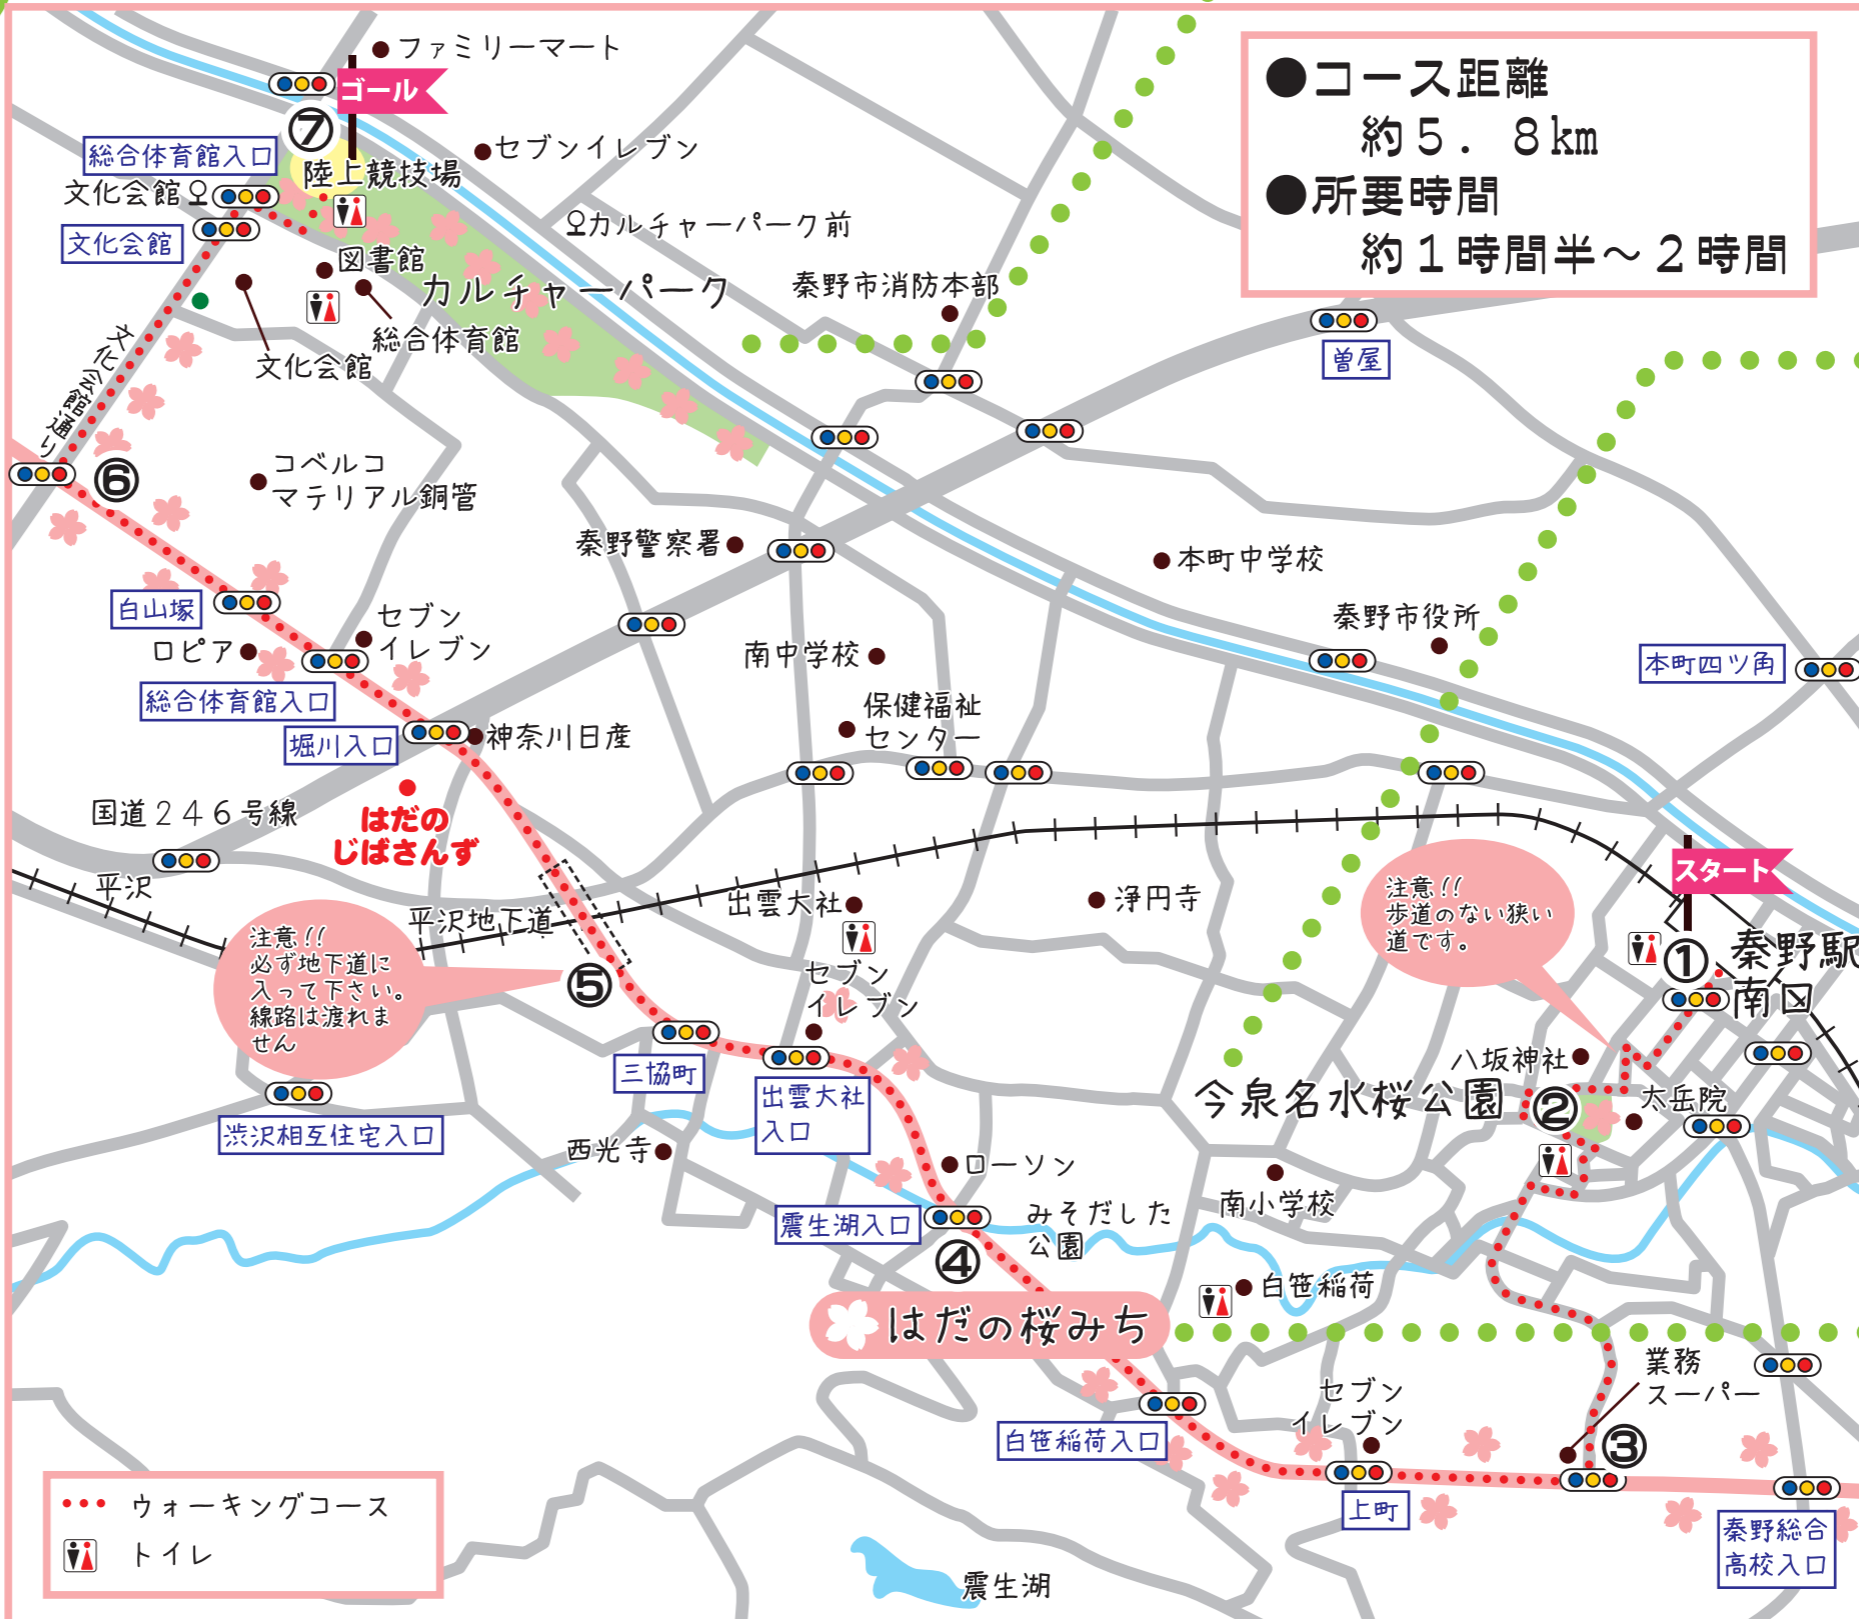 ●コース距離
約5．8km
●所要時間
約1時間半～2時間
ファミリーマート
ゴール
⑦
総合体育館入口
セブンイレブン
陸上競技場
文化会館
文化会館
カルチャーパーク前
図書館
カルチャーパーク
秦野市消防本部
総合体育館
文化会館
曽屋
文化会館通り
⑥
コベルコ
マテリアル銅管
秦野警察署
本町中学校
白山塚
セブン
イレブン
ロピア
南中学校
秦野市役所
本町四ツ角
総合体育館入口
保健福祉
センター
堀川入口
神奈川日産
国道246号線
はだの
じばさんず
平沢
平沢地下道
出雲大社
浄円寺
注意!!
歩道のない狭い
道です。
スタート
①
秦野駅
南口
注意!!
必ず地下道に
入って下さい。
線路は渡れま
せん
⑤
セブン
イレブン
三協町
出雲大社
入口
八坂神社
今泉名水桜公園
②
太岳院
渋沢相互住宅入口
西光寺
ローソン
南小学校
震生湖入口
みそだした
公園
④
白笹稲荷
はだの桜みち
業務
スーパー
セブン
イレブン
③
白笹稲荷入口
上町
秦野総合
高校入口
ウォーキングコース
トイレ
震生湖